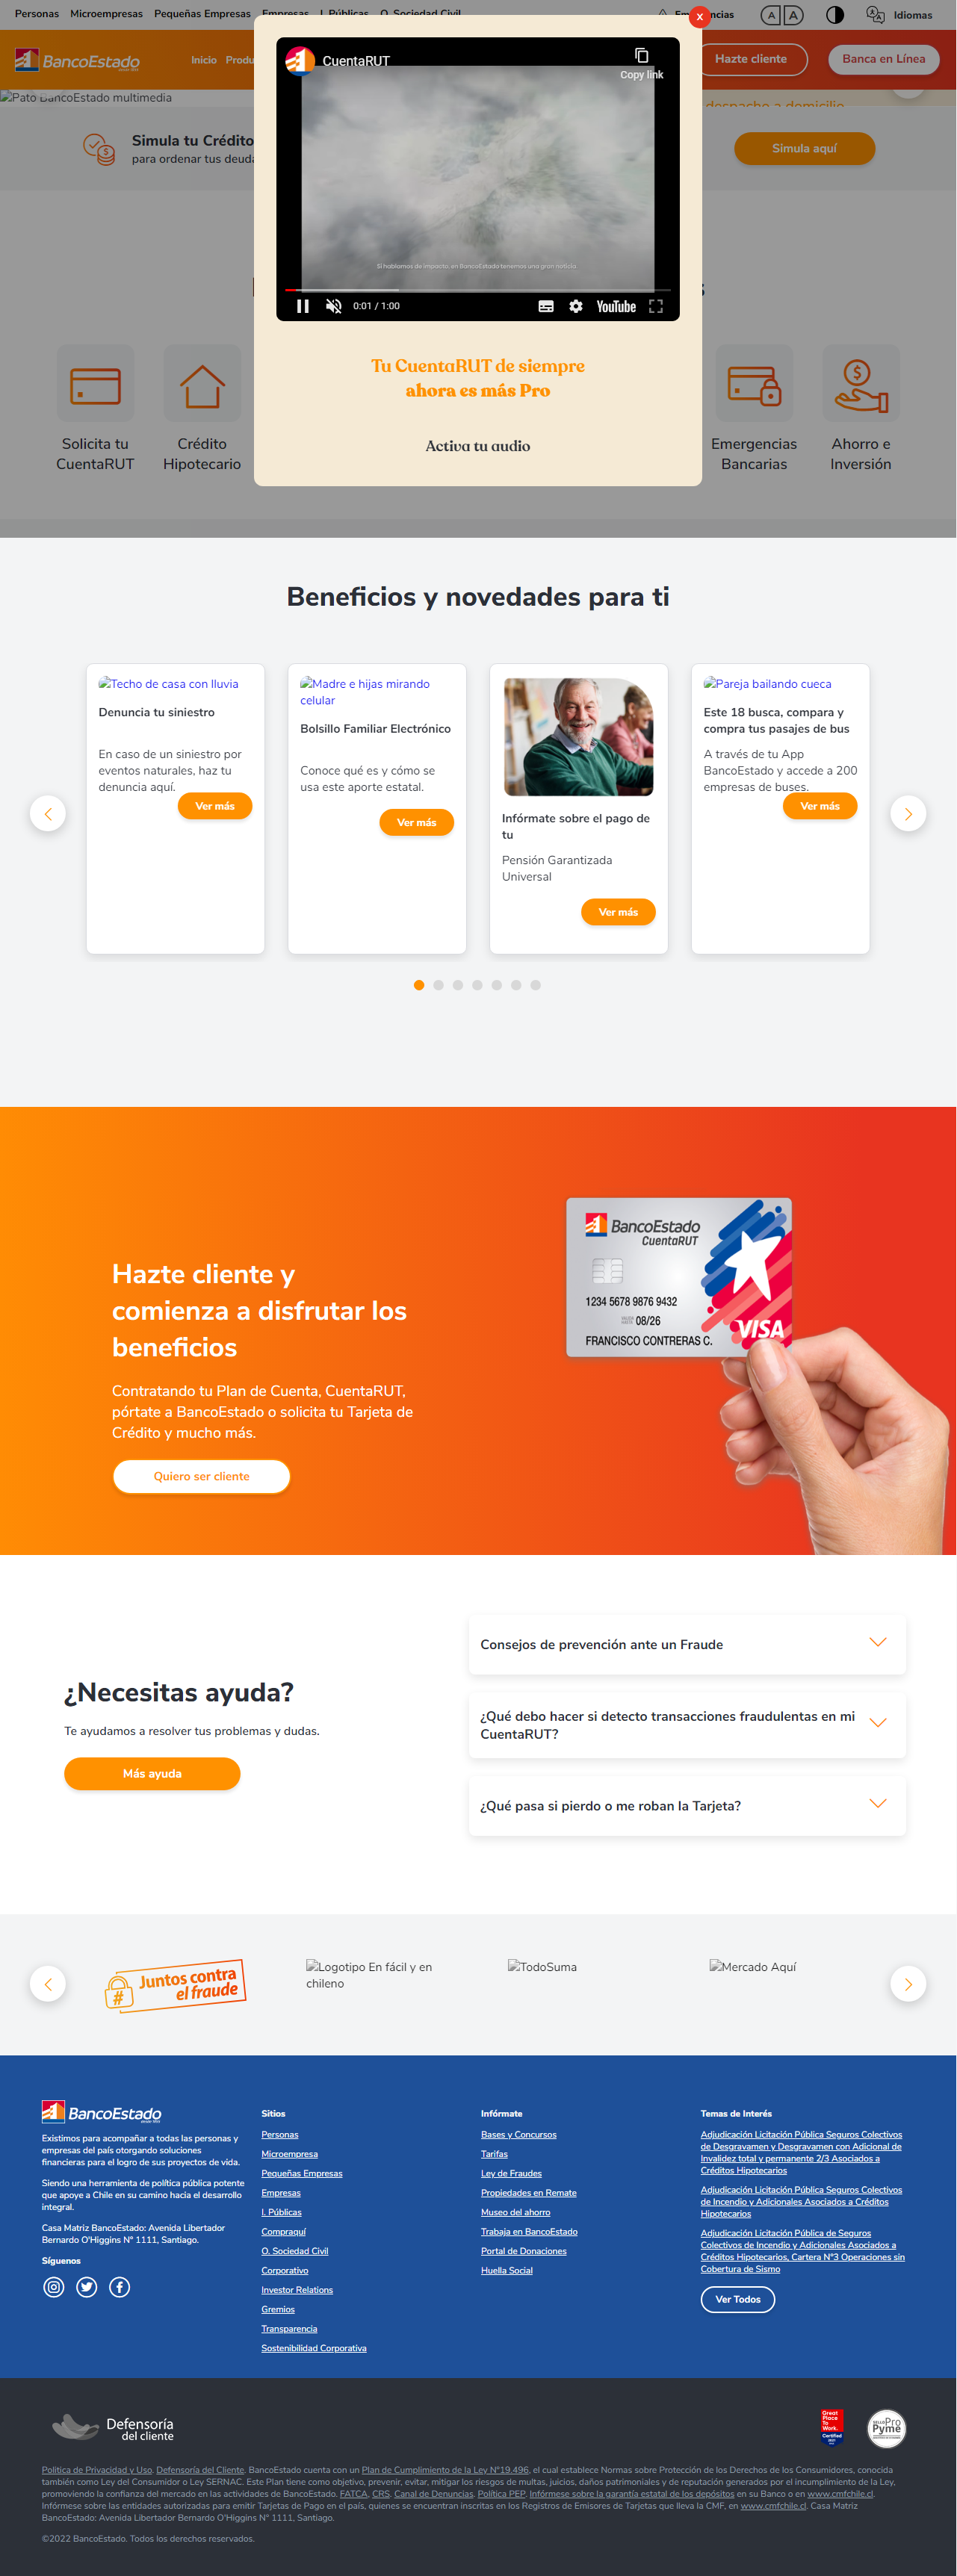 Personas Microempresas Pequeñas Empresas Empresas I. Públicas O. Sociedad Civil
A A Idiomas
BancoEstado Inicio
Hazte cliente Banca en Línea
X
CuentaRUT
Copy link
Pato BancoEstado multimedia
despacho a domicilio
Simula tu Crédito
para ordenar tus
Simula aquí
Si hablamos de impacto, en BancoEstado tenemos una gran noticia
0:01 / 1:00 YouTube
Tu CuentaRUT de siempre
ahora es más Pro
Activa tu audio
Solicita tu
CuentaRUT
Crédito
Hipotecario
Emergencias
Bancarias
Ahorro e
Inversión
Beneficios y novedades para ti
Techo de casa con lluvia
Denuncia tu siniestro
En caso de un siniestro por
eventos naturales, haz tu
denuncia aquí.
Ver más
Madre e hijas mirando
celular
Bolsillo Familiar Electrónico
Conoce qué es y cómo se
usa este aporte estatal.
Ver más
Infórmate sobre el pago de
tu
Pensión Garantizada
Universal
Ver más
Pareja bailando cueca
Este 18 busca, compara y
compra tus pasajes de bus
A través de tu App
BancoEstado y accede a 200
empresas de buses.
Ver más
Hazte cliente y
comienza a disfrutar los
beneficios
Contratando tu Plan de Cuenta, CuentaRUT,
pórtate a BancoEstado o solicita tu Tarjeta de
Crédito y mucho más.
Quiero ser cliente
BancoEstado
CuentaRUT
1234 5678 9876 9432
08/26
FRANCISCO CONTRERAS C.
VISA
¿Necesitas ayuda?
Te ayudamos a resolver tus problemas y dudas.
Más ayuda
Consejos de prevención ante un Fraude
¿Qué debo hacer si detecto transacciones fraudulentas en mi
CuentaRUT?
¿Qué pasa si pierdo o me roban la Tarjeta?
Juntos contra
el fraude
Logotipo En fácil y en
chileno
TodoSuma
Mercado Aquí
BancoEstado
Existimos para acompañar a todas las personas y
empresas del país otorgando soluciones
financieras para el logro de sus proyectos de vida.
Siendo una herramienta de política pública potente
que apoye a Chile en su camino hacia el desarrollo
integral.
Casa Matriz BancoEstado: Avenida Libertador
Bernardo O'Higgins Nº 1111, Santiago.
Síguenos
Sitios
Personas
Microempresa
Pequeñas Empresas
Empresas
I. Públicas
Compraquí
O. Sociedad Civil
Corporativo
Investor Relations
Gremios
Transparencia
Sostenibilidad Corporativa
Infórmate
Bases y Concursos
Tarifas
Ley de Fraudes
Propiedades en Remate
Museo del ahorro
Trabaja en BancoEstado
Portal de Donaciones
Huella Social
Temas de Interés
Adjudicación Licitación Pública Seguros Colectivos
de Desgravamen y Desgravamen con Adicional de
Invalidez total y permanente 2/3 Asociados a
Créditos Hipotecarios
Adjudicación Licitación Pública Seguros Colectivos
de Incendio y Adicionales Asociados a Créditos
Hipotecarios
Adjudicación Licitación Pública de Seguros
Colectivos de Incendio y Adicionales Asociados a
Créditos Hipotecarios, Cartera N°3 Operaciones sin
Cobertura de Sismo
Ver Todos
Defensoría
del cliente
Great
Place
To
Work.
Certified
Pro
Pyme
Política de Privacidad y Uso. Defensoría del Cliente. BancoEstado cuenta con un Plan de Cumplimiento de la Ley N°19.496, el cual establece Normas sobre Protección de los Derechos de los Consumidores, conocida
también como Ley del Consumidor o Ley SERNAC. Este Plan tiene como objetivo, prevenir, evitar, mitigar los riesgos de multas, juicios, daños patrimoniales y de reputación generados por el incumplimiento de la Ley,
promoviendo la confianza del mercado en las actividades de BancoEstado. FATCA, CRS. Canal de Denuncias. Política PEP. Infórmese sobre la garantía estatal de los depósitos en su Banco o en www.cmfchile.cl.
Infórmese sobre las entidades autorizadas para emitir Tarjetas de Pago en el país, quienes se encuentran inscritas en los Registros de Emisores de Tarjetas que lleva la CMF, en www.cmfchile.cl. Casa Matriz
BancoEstado: Avenida Libertador Bernardo O'Higgins N° 1111, Santiago.
©2022 BancoEstado. Todos los derechos reservados.